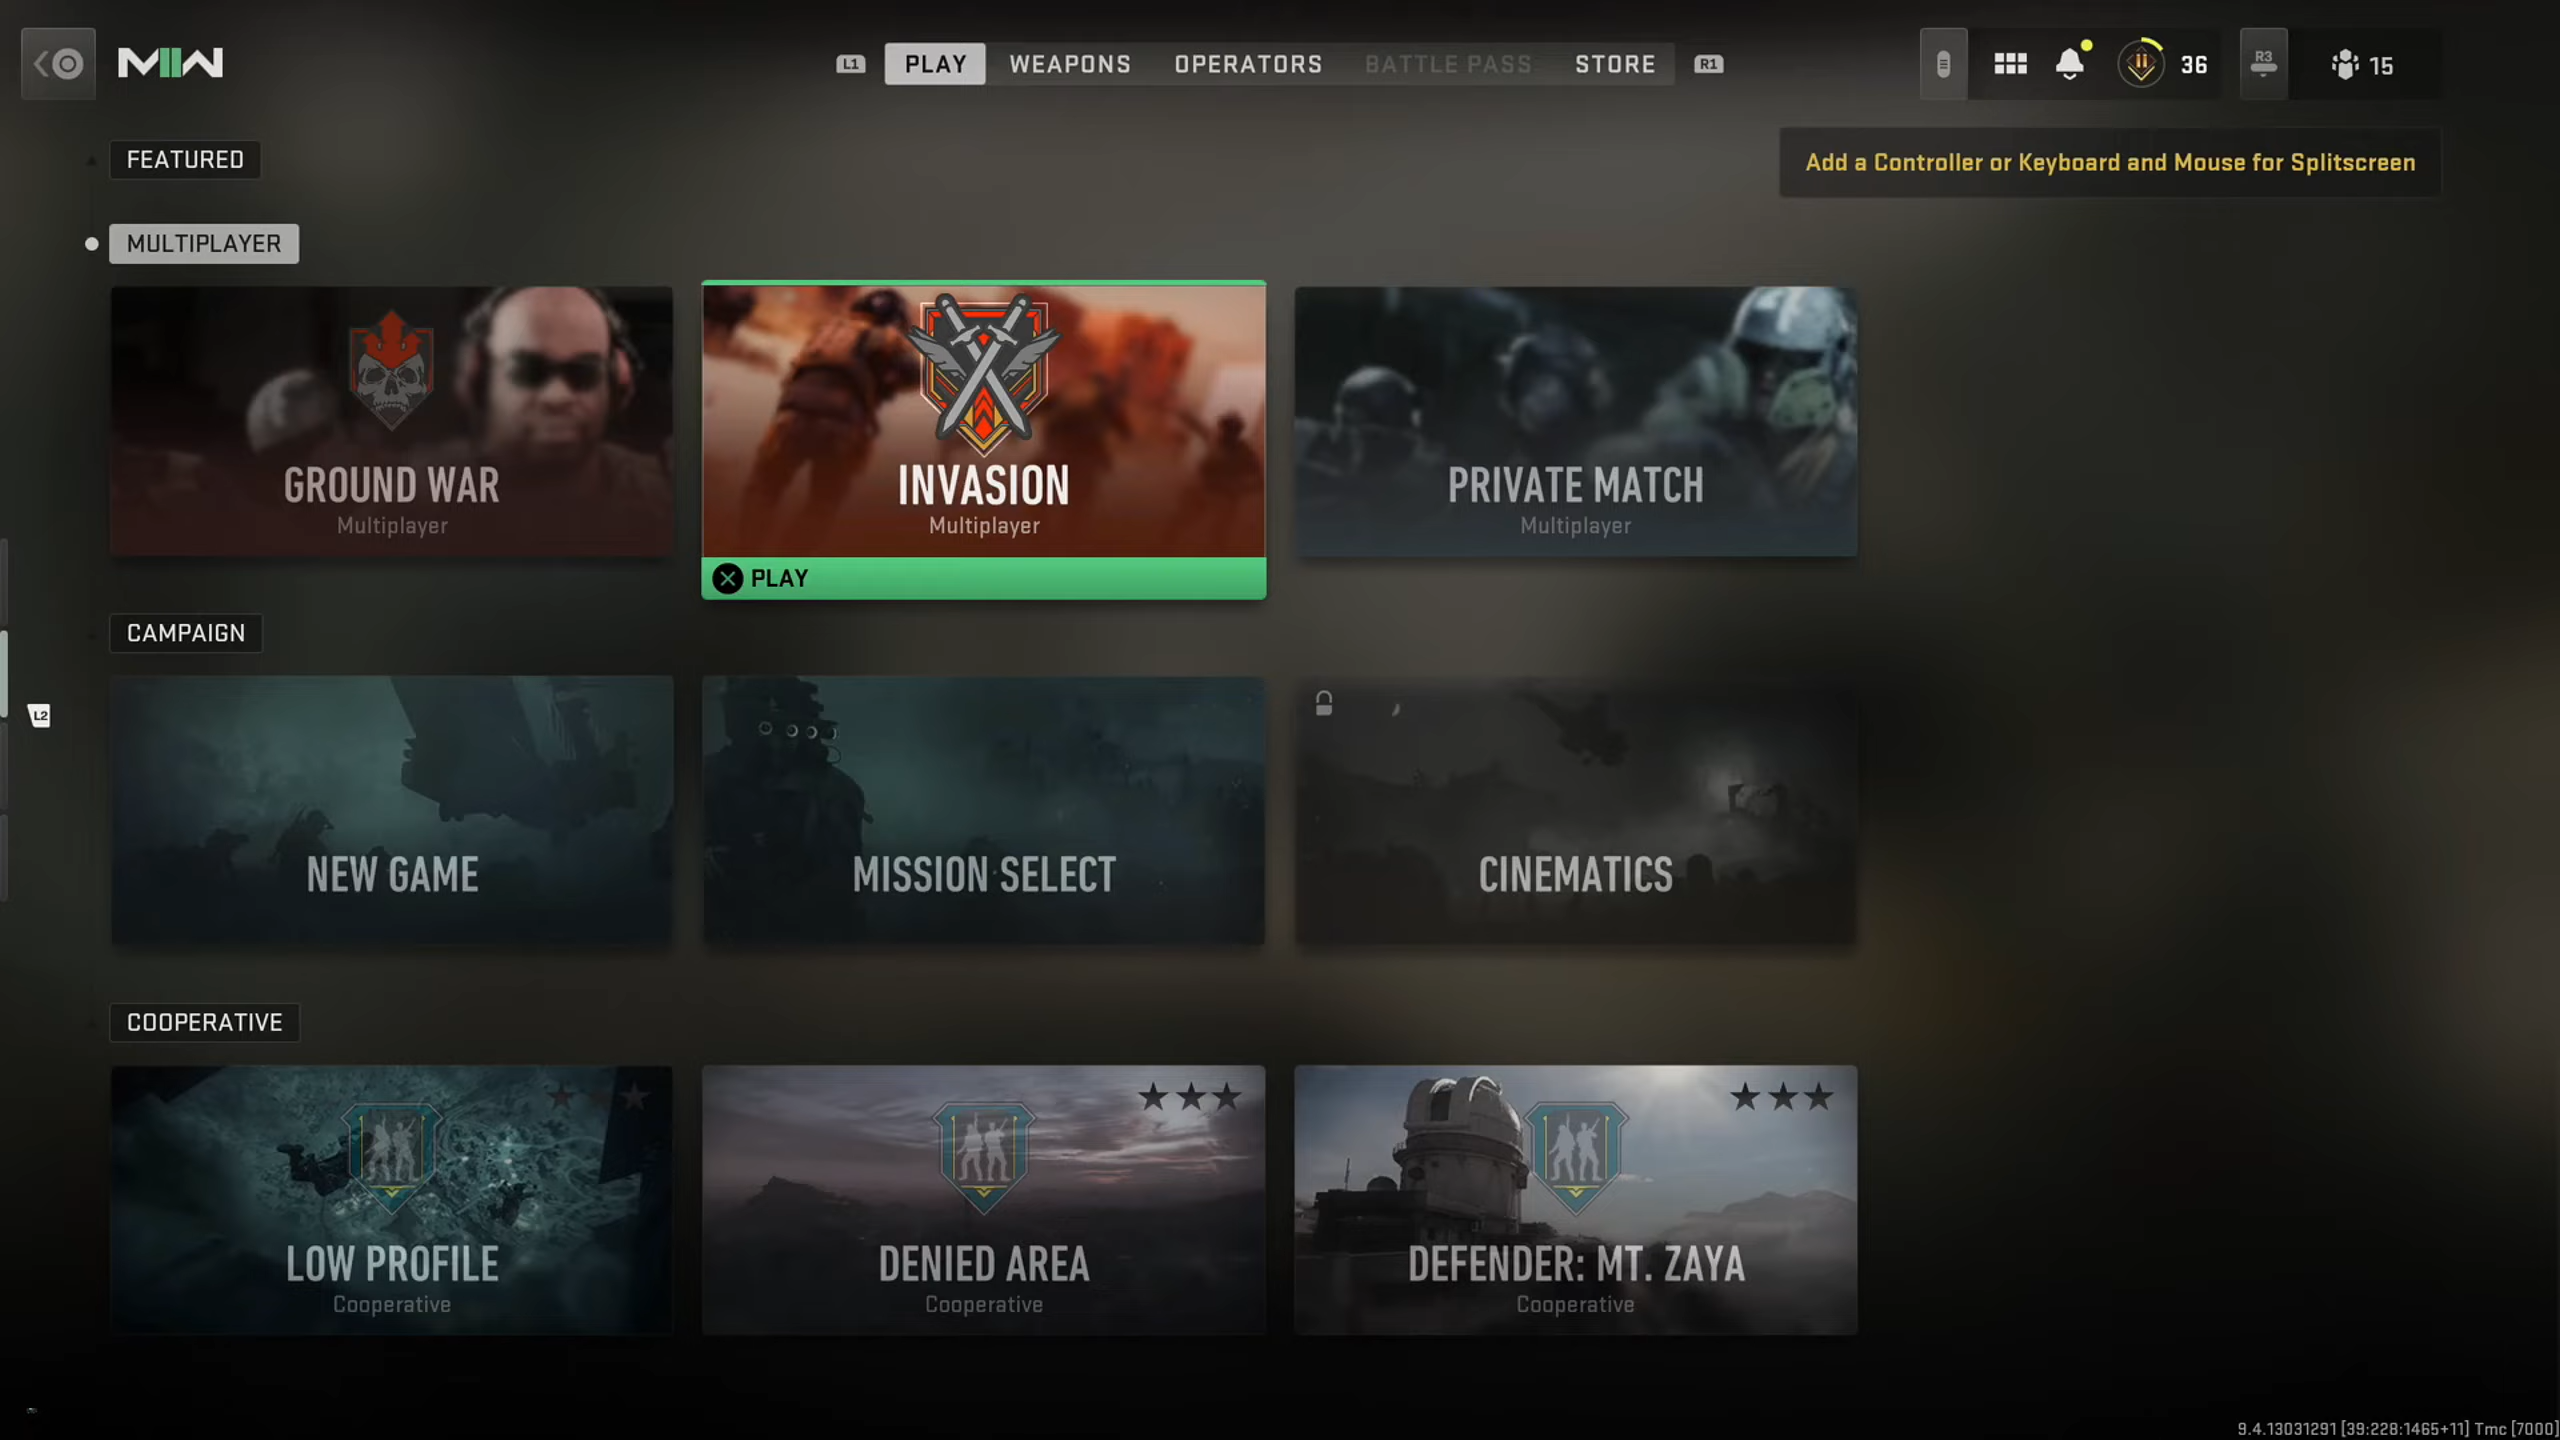 MIIW
L1 PLAY WEAPONS OPERATORS BATTLE PASS STORE R1
36
R3
15
FEATURED
Add a Controller or Keyboard and Mouse for Splitscreen
MULTIPLAYER
GROUND WAR
Multiplayer
INVASION
Multiplayer
PLAY
PRIVATE MATCH
Multiplayer
CAMPAIGN
L2
NEW GAME
MISSION SELECT
CINEMATICS
COOPERATIVE
LOW PROFILE
Cooperative
DENIED AREA
Cooperative
DEFENDER: MT. ZAYA
Cooperative
9.4.13031291 [39:228:1465+11] Tmc [7000]